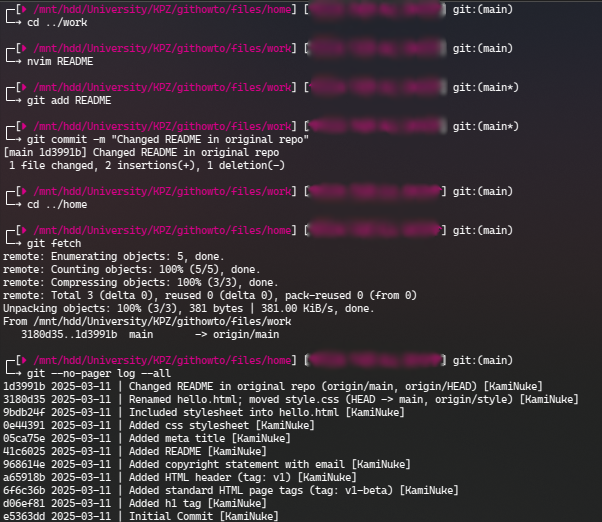 [▶ /mnt/hdd/University/KPZ/githowto/files/home] [] git:(main)
→ cd ../work
[▶ /mnt/hdd/University/KPZ/githowto/files/work] [] git:(main)
→ nvim README
[▶ /mnt/hdd/University/KPZ/githowto/files/work] [] git:(main*)
→ git add README
[▶ /mnt/hdd/University/KPZ/githowto/files/work] [] git:(main*)
→ git commit -m "Changed README in original repo"
[main 1d3991b] Changed README in original repo
1 file changed, 2 insertions(+), 1 deletion(-)
[▶ /mnt/hdd/University/KPZ/githowto/files/work] [] git:(main)
→ cd ../home
[▶ /mnt/hdd/University/KPZ/githowto/files/home] [] git:(main)
→ git fetch
remote: Enumerating objects: 5, done.
remote: Counting objects: 100% (5/5), done.
remote: Compressing objects: 100% (3/3), done.
remote: Total 3 (delta 0), reused 0 (delta 0), pack-reused 0 (from 0)
Unpacking objects: 100% (3/3), 381 bytes | 381.00 KiB/s, done.
From /mnt/hdd/University/KPZ/githowto/files/work
3180d35..1d3991b main -> origin/main
[▶ /mnt/hdd/University/KPZ/githowto/files/home] [] git:(main)
→ git --no-pager log --all
1d3991b 2025-03-11 | Changed README in original repo (origin/main, origin/HEAD) [KamiNuke]
3180d35 2025-03-11 | Renamed hello.html; moved style.css (HEAD -> main, origin/style) [KamiNuke]
9bdb24f 2025-03-11 | Included stylesheet into hello.html [KamiNuke]
0e44391 2025-03-11 | Added css stylesheet [KamiNuke]
05ca75e 2025-03-11 | Added meta title [KamiNuke]
41c6025 2025-03-11 | Added README [KamiNuke]
968614e 2025-03-11 | Added copyright statement with email [KamiNuke]
a65918b 2025-03-11 | Added HTML header (tag: v1) [KamiNuke]
6f6c36b 2025-03-11 | Added standard HTML page tags (tag: v1-beta) [KamiNuke]
d06ef81 2025-03-11 | Added h1 tag [KamiNuke]
e5363dd 2025-03-11 | Initial Commit [KamiNuke]